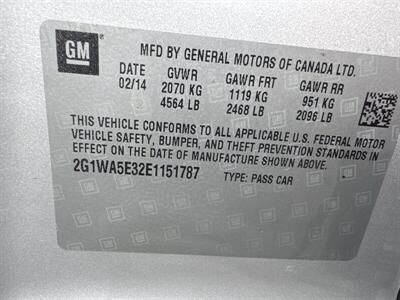 GM
MFD BY GENERAL MOTORS OF CANADA LTD.
DATE GVWR GAWR FRT GAWR RR
02/14 2070 KG 1119 KG 951 KG
4564 LB 2468 LB 2096 LB
THIS VEHICLE CONFORMS TO ALL APPLICABLE U.S. FEDERAL MOTOR
VEHICLE SAFETY, BUMPER, AND THEFT PREVENTION STANDARDS IN
EFFECT ON THE DATE OF MANUFACTURE SHOWN ABOVE.
2G1WA5E32E1151787 TYPE: PASS CAR